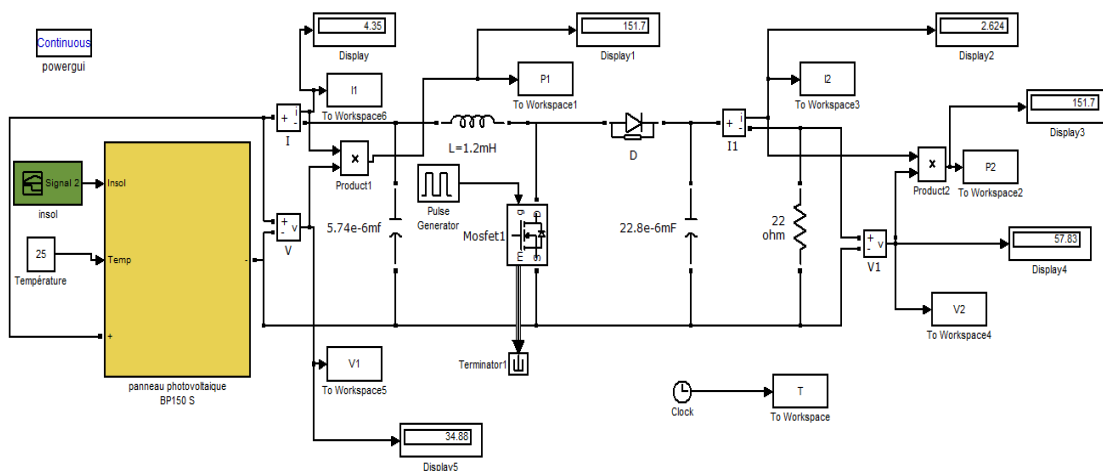 Continuous
powergui
4.35
Display
I1
To Workspace6
151.7
Display1
P1
To Workspace1
2.624
Display2
I2
To Workspace3
151.7
Display3
P2
To Workspace2
i
+
-
I
L=1.2mH
D
i
+
-
I1
x
Product1
x
Product2
Signal 2
insol
Insol
25
Température
Temp
+
-
panneau photovoltaique
BP150 S
+
-
v
V
5.74e-6mf
Pulse
Generator
Mosfet1
g
D
m
S
22.8e-6mF
22
ohm
+
-
v
V1
57.83
Display4
V2
To Workspace4
Terminator1
V1
To Workspace5
34.88
Display5
Clock
T
To Workspace